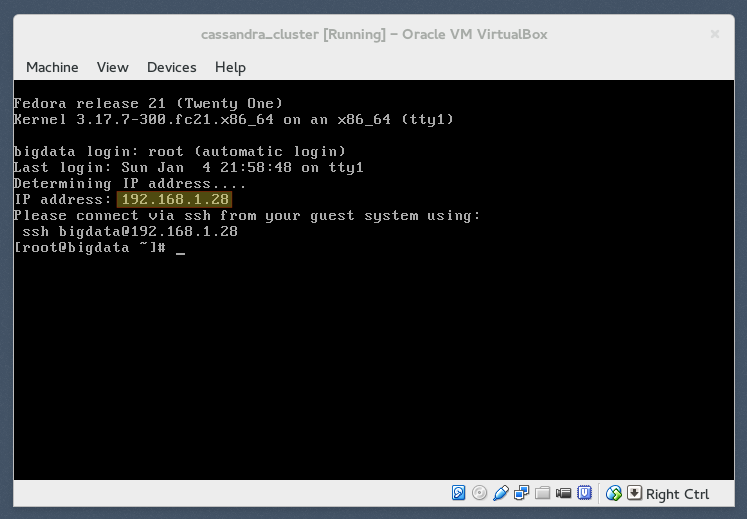 cassandra_cluster [Running] – Oracle VM VirtualBox
Machine View Devices Help
Fedora release 21 (Twenty One)
Kernel 3.17.7-300.fc21.x86_64 on an x86_64 (tty1)
bigdata login: root (automatic login)
Last login: Sun Jan  4 21:58:48 on tty1
Determining IP address....
IP address: 192.168.1.28
Please connect via ssh from your guest system using:
 ssh bigdata@192.168.1.28
[root@bigdata ~]# _
Right Ctrl